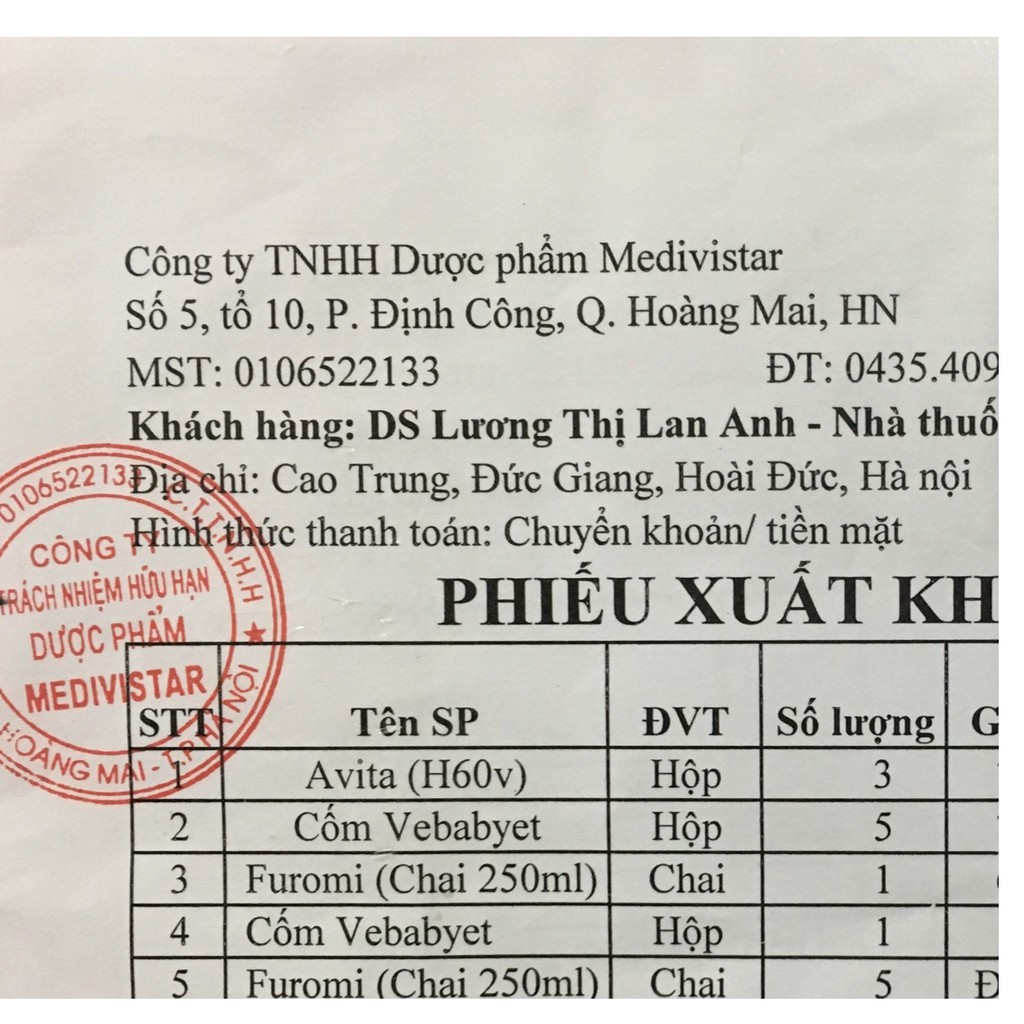 Công ty TNHH Dược phẩm Medivistar
Số 5, tổ 10, P. Định Công, Q. Hoàng Mai, HN
MST: 0106522133 ĐT: 0435.409
Khách hàng: DS Lương Thị Lan Anh - Nhà thuố
Địa chỉ: Cao Trung, Đức Giang, Hoài Đức, Hà nội
Hình thức thanh toán: Chuyển khoản/ tiền mặt
0106522133 C.T.T.N.H.H
CÔNG TY
TRÁCH NHIỆM HỮU HẠN
DƯỢC PHẨM
MEDIVISTAR
HOÀNG MAI - T.P HÀ NỘI
PHIẾU XUẤT KH
STT Tên SP ĐVT Số lượng G
1 Avita (H60v) Hộp 3
2 Cốm Vebabyet Hộp 5
3 Furomi (Chai 250ml) Chai 1
4 Cốm Vebabyet Hộp 1
5 Furomi (Chai 250ml) Chai 5 Đ